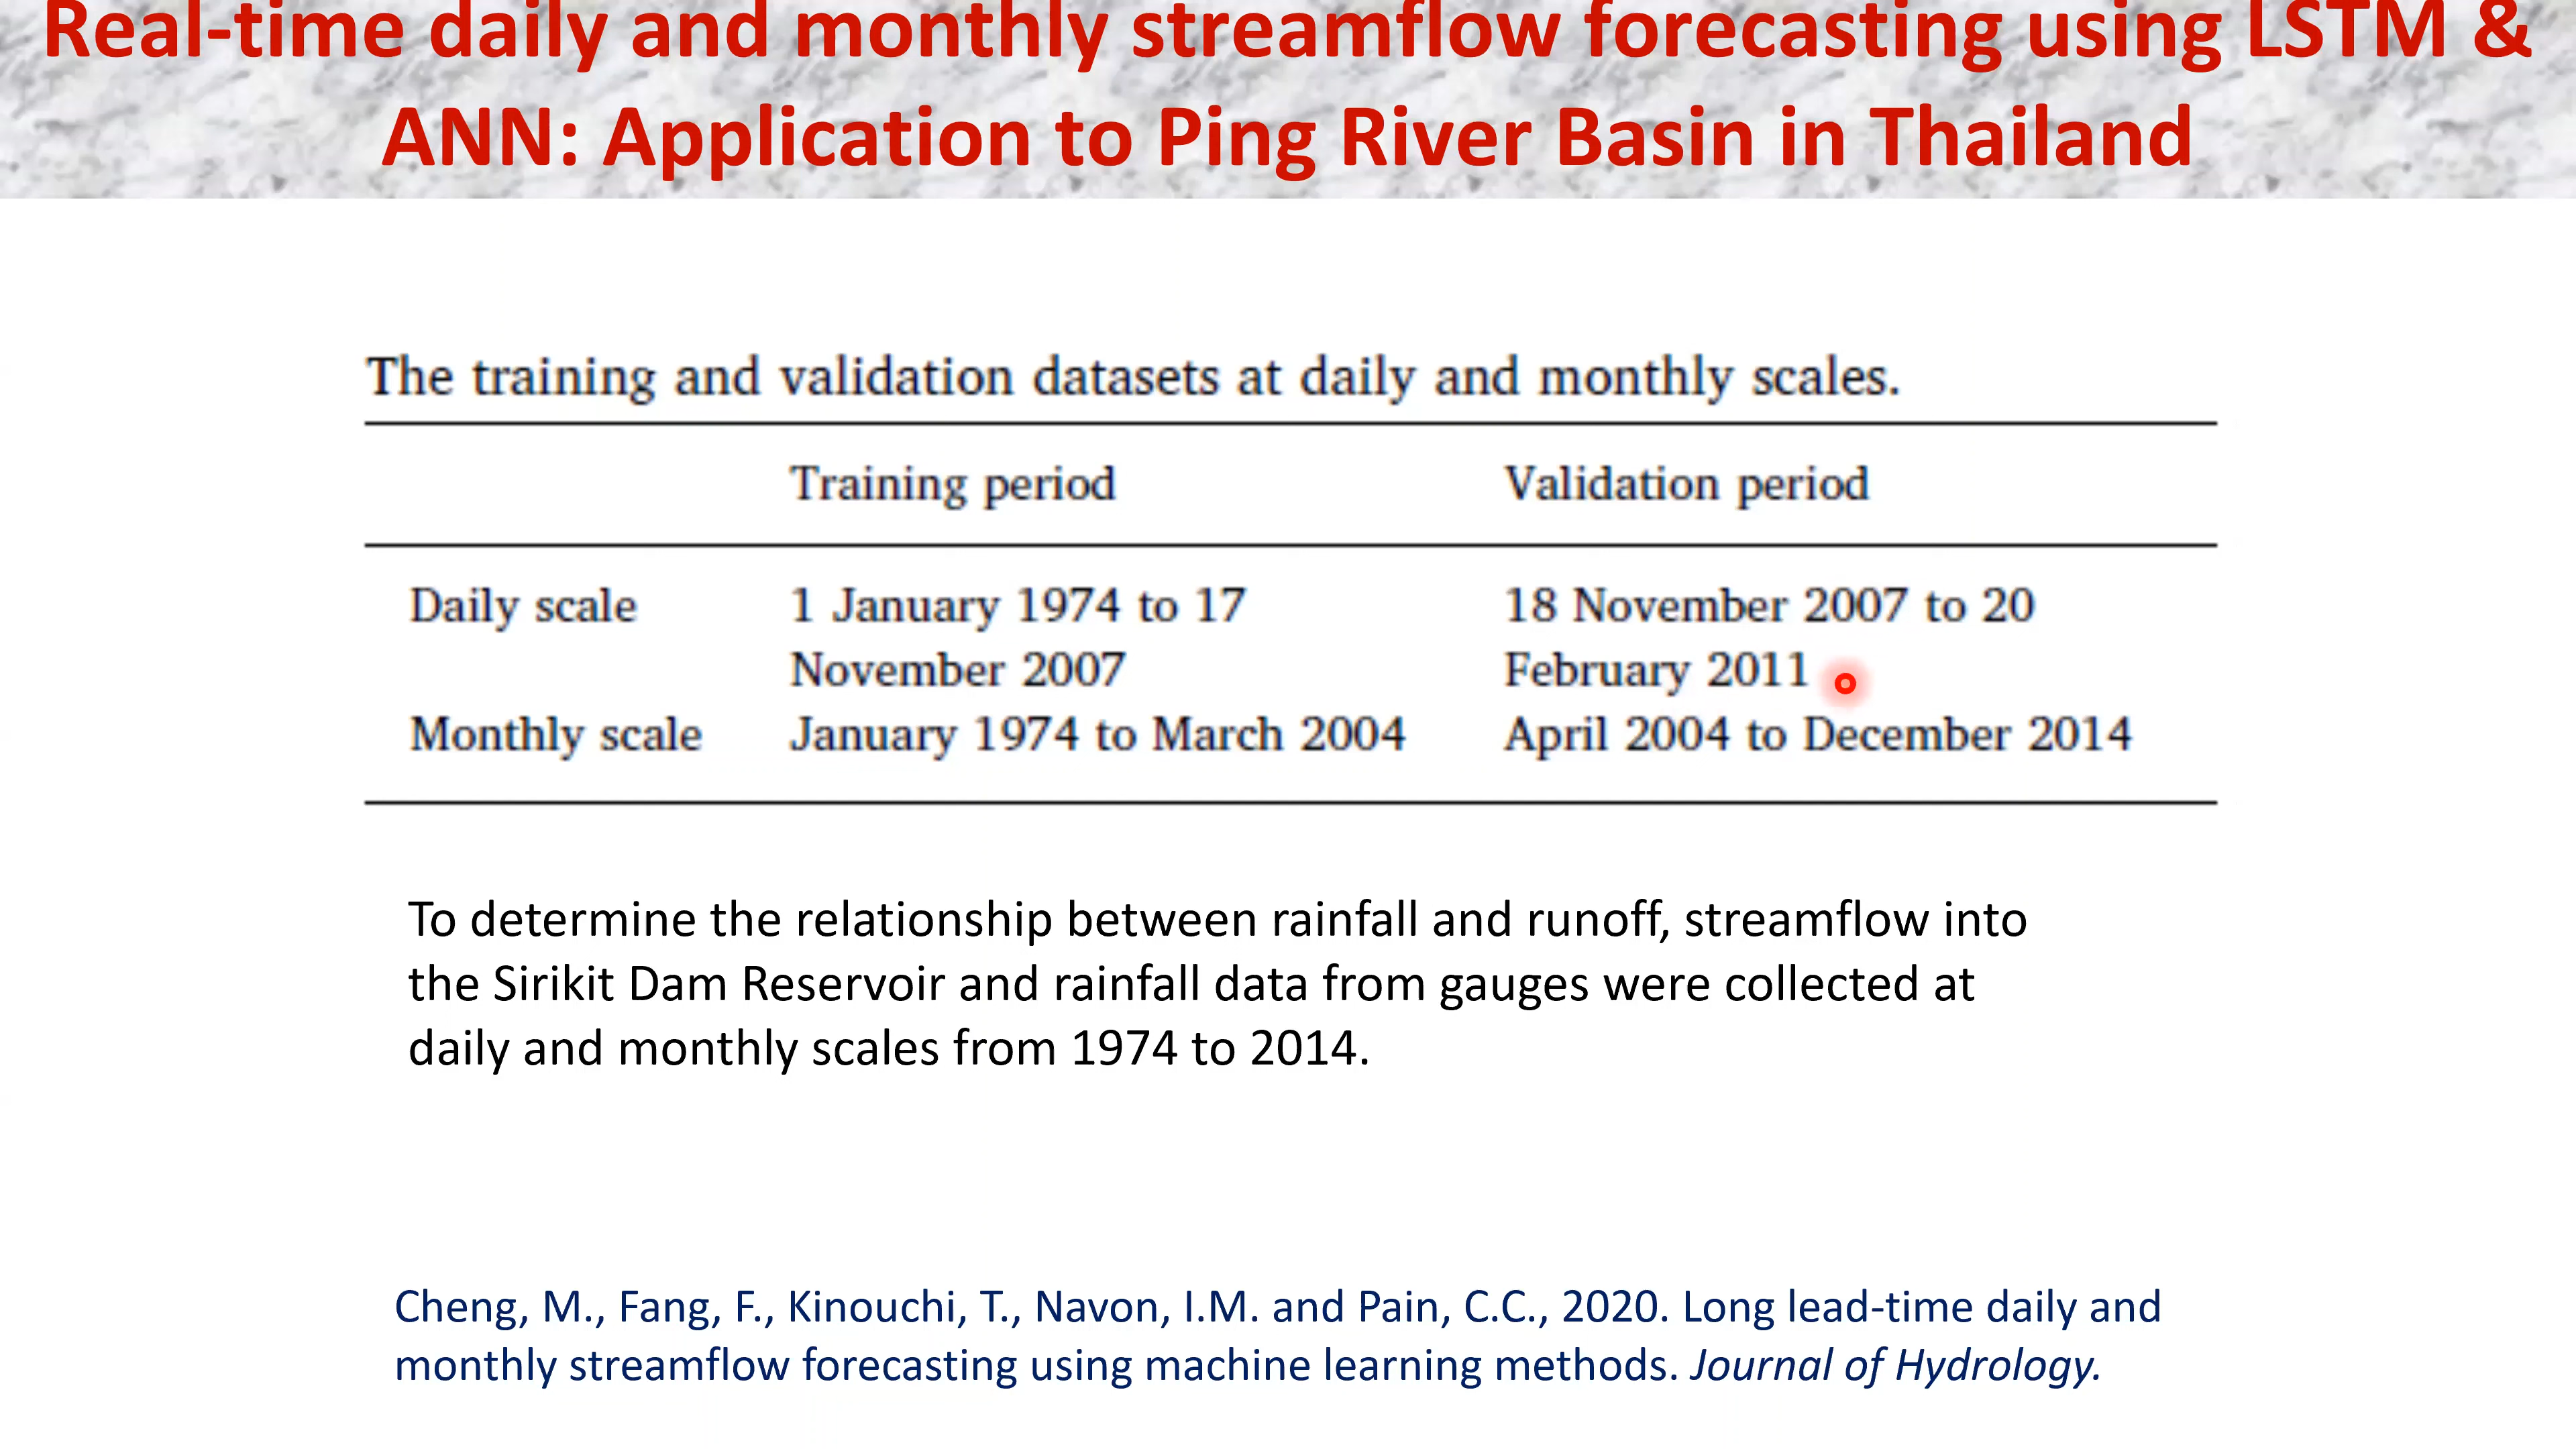 Real-time daily and monthly streamflow forecasting using LSTM &
ANN: Application to Ping River Basin in Thailand
The training and validation datasets at daily and monthly scales.
Training period Validation period
Daily scale 1 January 1974 to 17 18 November 2007 to 20
November 2007 February 2011
Monthly scale January 1974 to March 2004 April 2004 to December 2014
To determine the relationship between rainfall and runoff, streamflow into
the Sirikit Dam Reservoir and rainfall data from gauges were collected at
daily and monthly scales from 1974 to 2014.
Cheng, M., Fang, F., Kinouchi, T., Navon, I.M. and Pain, C.C., 2020. Long lead-time daily and
monthly streamflow forecasting using machine learning methods. Journal of Hydrology.